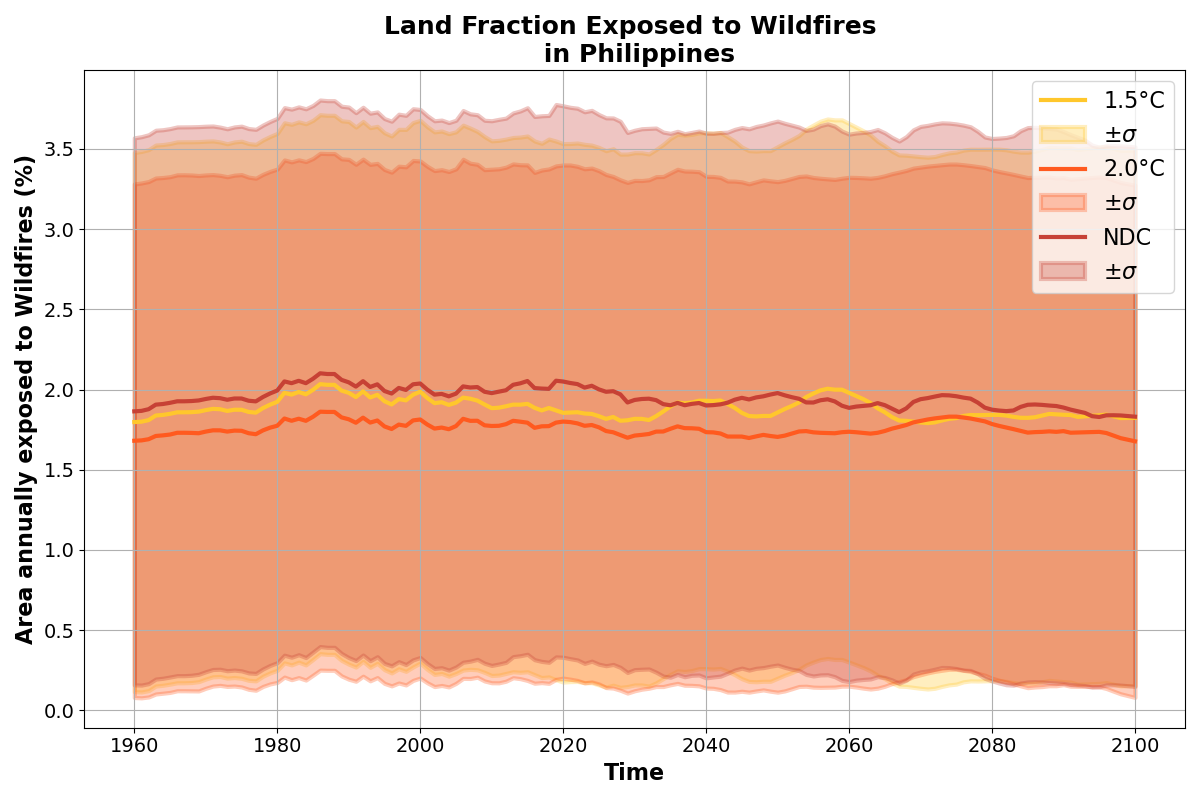 Land Fraction Exposed to Wildfires
in Philippines
Area annually exposed to Wildfires (%)
3.5
3.0
2.5
2.0
1.5
1.0
0.5
0.0
1960 1980 2000 2020 2040 2060 2080 2100
Time
1.5°C
±σ
2.0°C
±σ
NDC
±σ